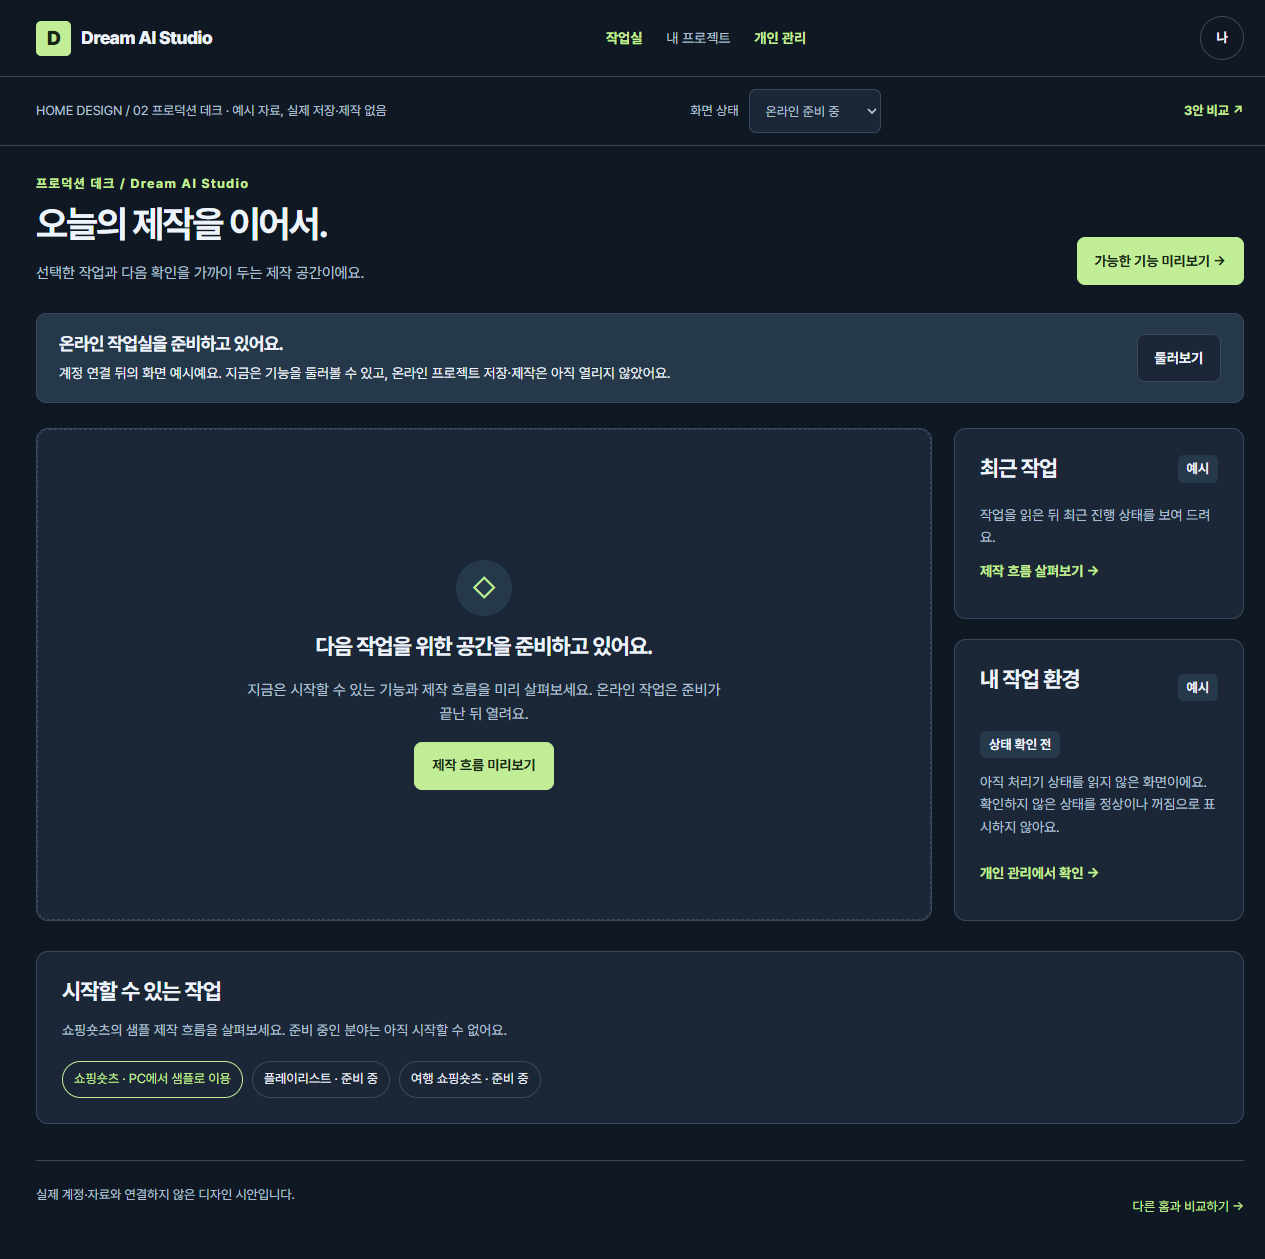 D Dream AI Studio 작업실 내 프로젝트 개인 관리 나
HOME DESIGN / 02 프로덕션 데크 · 예시 자료, 실제 저장·제작 없음 화면 상태 온라인 준비 중 3안 비교 ↗
프로덕션 데크 / Dream AI Studio
오늘의 제작을 이어서.
선택한 작업과 다음 확인을 가까이 두는 제작 공간이에요.
가능한 기능 미리보기 →
온라인 작업실을 준비하고 있어요.
계정 연결 뒤의 화면 예시예요. 지금은 기능을 둘러볼 수 있고, 온라인 프로젝트 저장·제작은 아직 열리지 않았어요.
둘러보기
다음 작업을 위한 공간을 준비하고 있어요.
지금은 시작할 수 있는 기능과 제작 흐름을 미리 살펴보세요. 온라인 작업은 준비가
끝난 뒤 열려요.
제작 흐름 미리보기
최근 작업 예시
작업을 읽은 뒤 최근 진행 상태를 보여 드려
요.
제작 흐름 살펴보기 →
내 작업 환경 예시
상태 확인 전
아직 처리기 상태를 읽지 않은 화면이에요.
확인하지 않은 상태를 정상이나 꺼짐으로 표
시하지 않아요.
개인 관리에서 확인 →
시작할 수 있는 작업
쇼핑숏츠의 샘플 제작 흐름을 살펴보세요. 준비 중인 분야는 아직 시작할 수 없어요.
쇼핑숏츠 · PC에서 샘플로 이용 플레이리스트 · 준비 중 여행 쇼핑숏츠 · 준비 중
실제 계정·자료와 연결하지 않은 디자인 시안입니다.
다른 홈과 비교하기 →